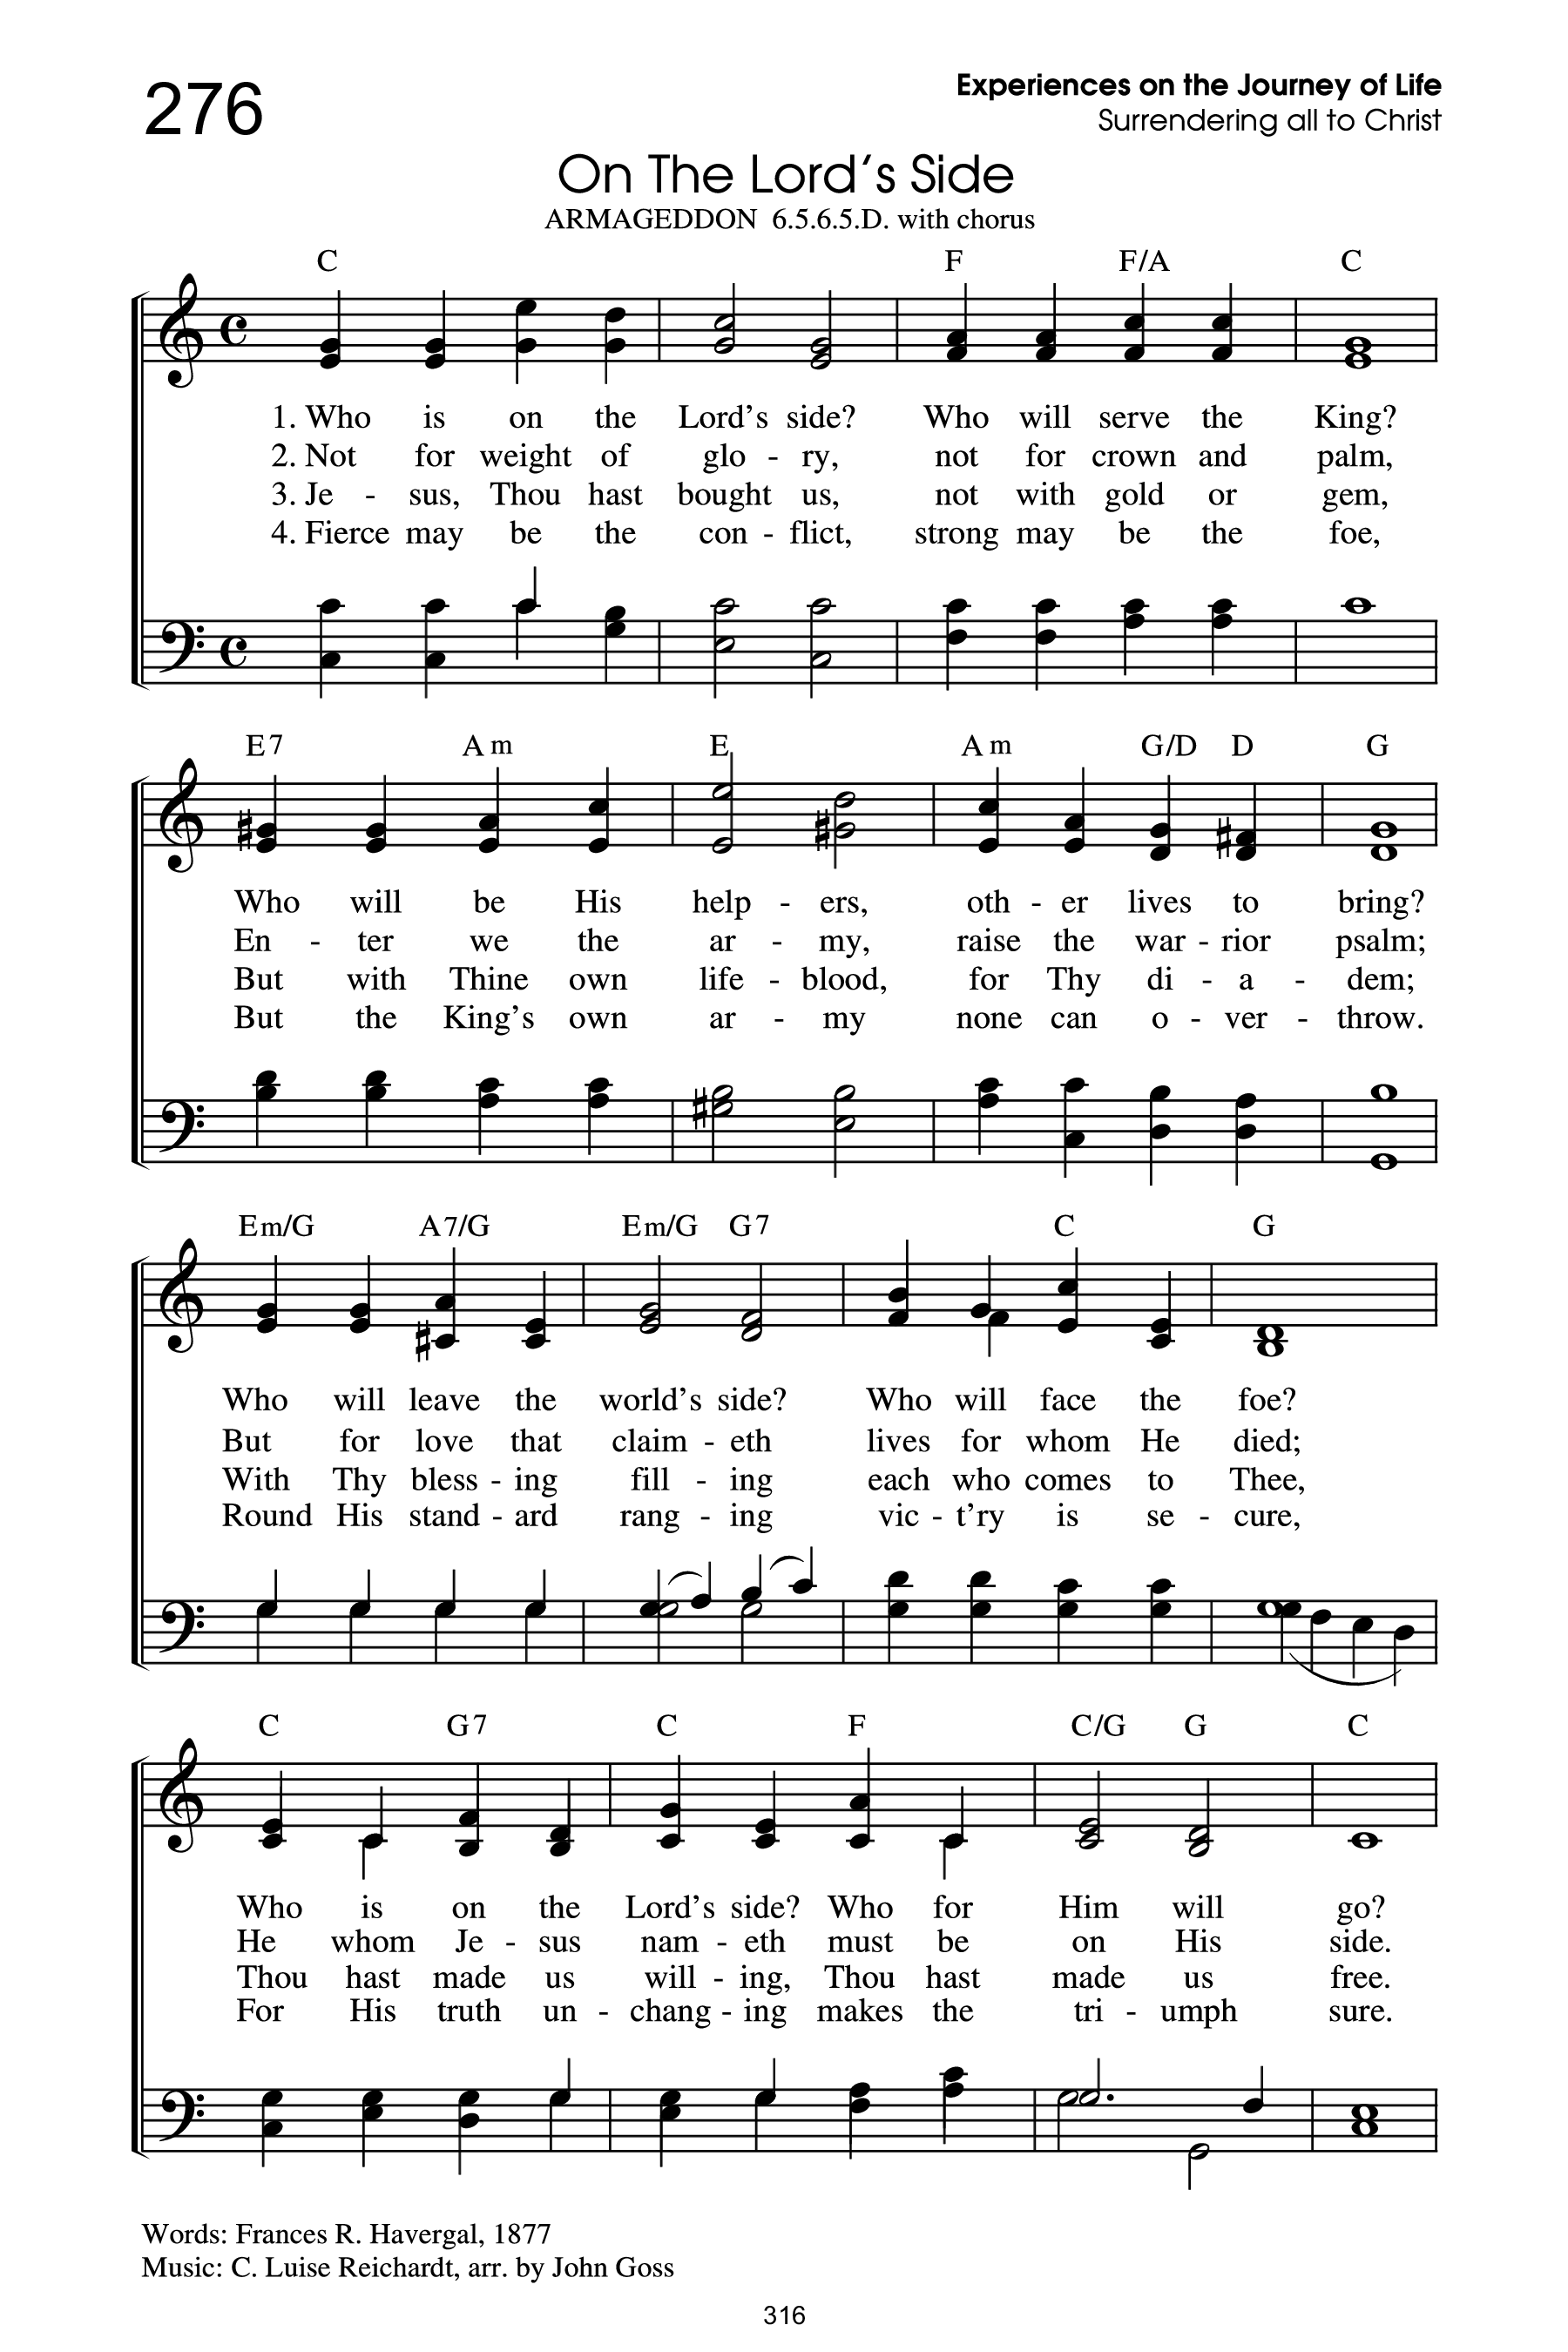 276
Experiences on the Journey of Life
Surrendering all to Christ
On The Lord's Side
ARMAGEDDON 6.5.6.5.D. with chorus
C F F/A C
1. Who is on the Lord's side? Who will serve the King?
2. Not for weight of glo - ry, not for crown and palm,
3. Je - sus, Thou hast bought us, not with gold or gem,
4. Fierce may be the con - flict, strong may be the foe,
E7 Am E Am G/D D G
Who will be His help - ers, oth - er lives to bring?
En - ter we the ar - my, raise the war - rior psalm;
But with Thine own life - blood, for Thy di - a - dem;
But the King's own ar - my none can o - ver - throw.
Em/G A7/G Em/G G7 C G
Who will leave the world's side? Who will face the foe?
But for love that claim - eth lives for whom He died;
With Thy bless - ing fill - ing each who comes to Thee,
Round His stand - ard rang - ing vic - t'ry is se - cure,
C G7 C F C/G G C
Who is on the Lord's side? Who for Him will go?
He whom Je - sus nam - eth must be on His side.
Thou hast made us will - ing, Thou hast made us free.
For His truth un - chang - ing makes the tri - umph sure.
Words: Frances R. Havergal, 1877
Music: C. Luise Reichardt, arr. by John Goss
316